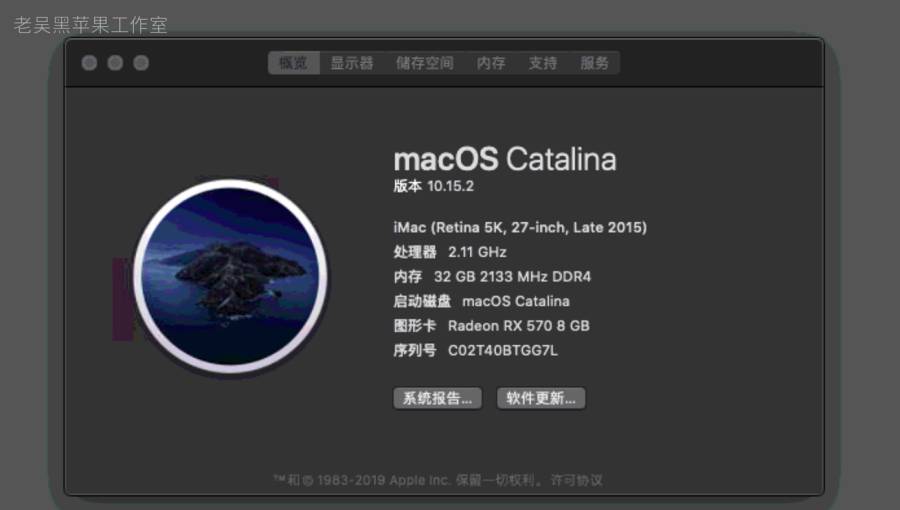 老吴黑苹果工作室
概览 显示器 储存空间 内存 支持 服务
macOS Catalina
版本 10.15.2
iMac (Retina 5K, 27-inch, Late 2015)
处理器 2.11 GHz
内存 32 GB 2133 MHz DDR4
启动磁盘 macOS Catalina
图形卡 Radeon RX 570 8 GB
序列号 C02T40BTGG7L
系统报告... 软件更新...
™和© 1983-2019 Apple Inc. 保留一切权利。 许可协议